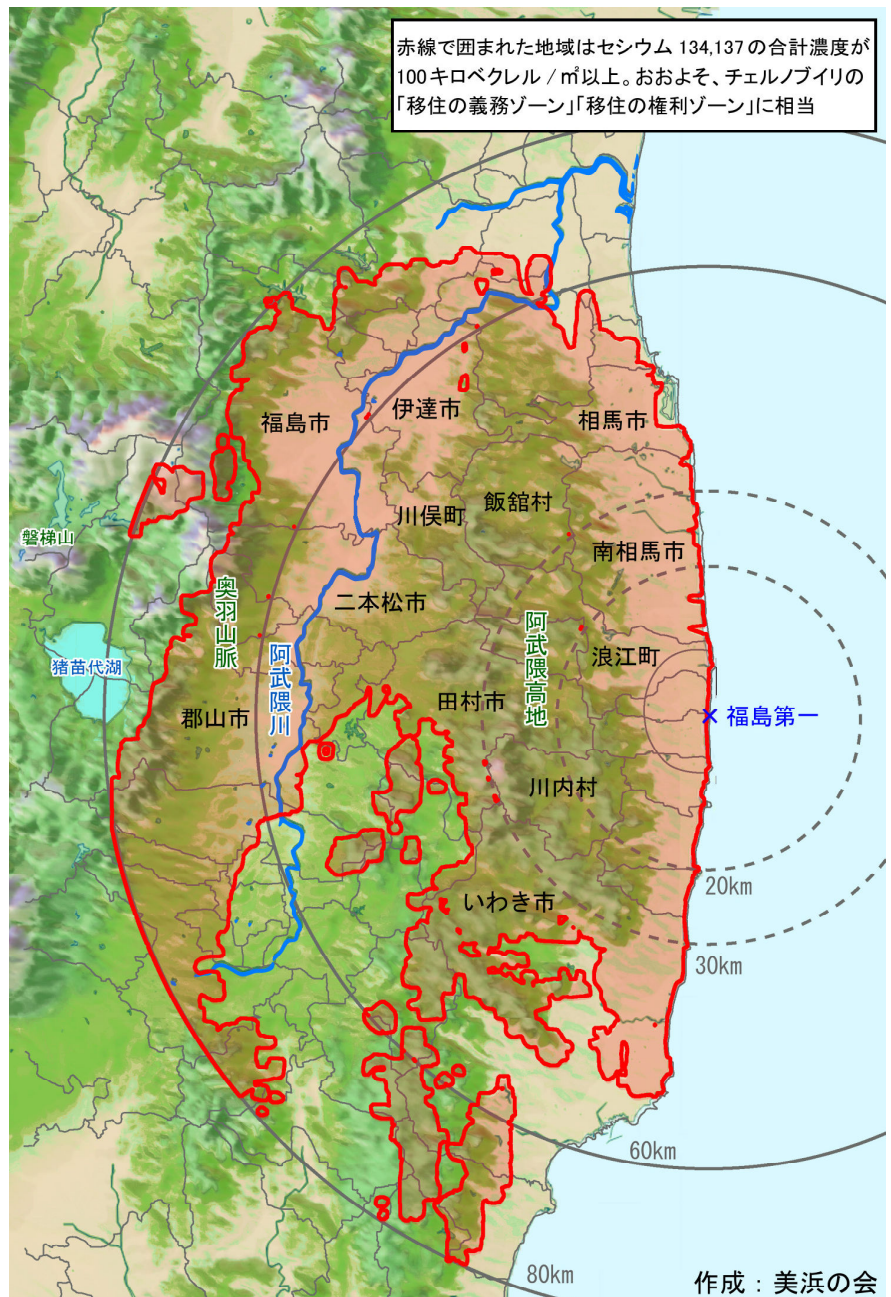 赤線で囲まれた地域はセシウム 134,137の合計濃度が
100キロベクレル/㎡以上。おおよそ、チェルノブイリの
「移住の義務ゾーン」「移住の権利ゾーン」に相当
福島市
伊達市
相馬市
川俣町
飯舘村
磐梯山
南相馬市
奥羽山脈
二本松市
阿武隈高地
猪苗代湖
阿武隈川
浪江町
郡山市
田村市
福島第一
川内村
20km
いわき市
30km
60km
80km
作成：美浜の会